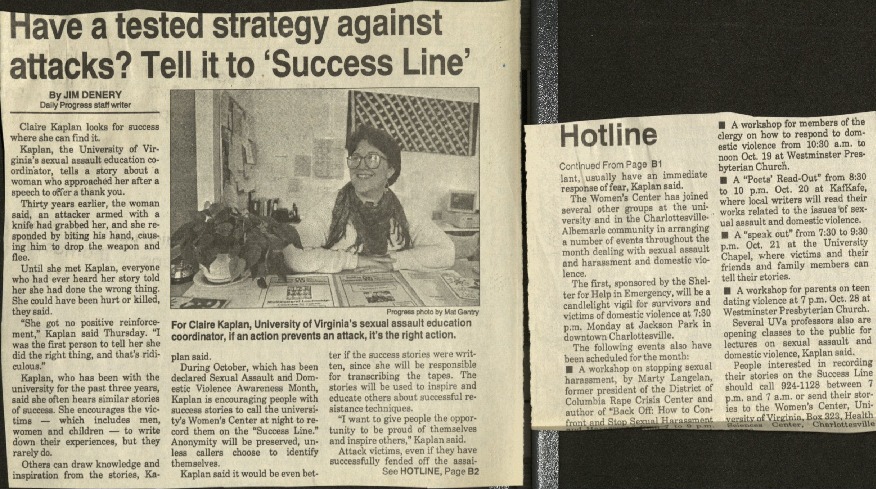 Have a tested strategy against
attacks? Tell it to ‘Success Line’
By JIM DENERY
Daily Progress staff writer
Claire Kaplan looks for success
where she can find it.
Kaplan, the University of Vir-
ginia's sexual assault education co-
ordinator, tells a story about a
woman who approached her after a
speech to offer a thank you.
Thirty years earlier, the woman
said, an attacker armed with a
knife had grabbed her, and she re-
sponded by biting his hand, caus-
ing him to drop the weapon and
flee.
Until she met Kaplan, everyone
who had ever heard her story told
her she had done the wrong thing.
She could have been hurt or killed,
they said.
“She got no positive reinforce-
ment,” Kaplan said Thursday. “I
was the first person to tell her she
did the right thing, and that's ridi-
culous.”
Kaplan, who has been with the
university for the past three years,
said she often hears similar stories
of success. She encourages the vic-
tims — which includes men,
women and children — to write
down their experiences, but they
rarely do.
Others can draw knowledge and
inspiration from the stories, Ka-
Progress photo by Mat Gantry
For Claire Kaplan, University of Virginia's sexual assault education
coordinator, if an action prevents an attack, it's the right action.
plan said.
During October, which has been
declared Sexual Assault and Dom-
estic Violence Awareness Month,
Kaplan is encouraging people with
success stories to call the universi-
ty's Women's Center at night to re-
cord them on the “Success Line.”
Anonymity will be preserved, un-
less callers choose to identify
themselves.
Kaplan said it would be even bet-
ter if the success stories were writ-
ten, since she will be responsible
for transcribing the tapes. The
stories will be used to inspire and
educate others about successful re-
sistance techniques.
“I want to give people the oppor-
tunity to be proud of themselves
and inspire others,” Kaplan said.
Attack victims, even if they have
successfully fended off the assai-
See HOTLINE, Page B2
Hotline
Continued From Page B1
lant, usually have an immediate
response of fear, Kaplan said.
The Women's Center has joined
several other groups at the uni-
versity and in the Charlottesville-
Albemarle community in arranging
a number of events throughout the
month dealing with sexual assault
and harassment and domestic vio-
lence.
The first, sponsored by the Shel-
ter for Help in Emergency, will be a
candlelight vigil for survivors and
victims of domestic violence at 7:30
p.m. Monday at Jackson Park in
downtown Charlottesville.
The following events also have
been scheduled for the month:
■ A workshop on stopping sexual
harassment, by Marty Langelan,
former president of the District of
Columbia Rape Crisis Center and
author of “Back Off: How to Con-
front and Stop Sexual Harassment
■ A workshop for members of the
clergy on how to respond to dom-
estic violence from 10:30 a.m. to
noon Oct. 19 at Westminster Pres-
byterian Church.
■ A “Poets' Read-Out” from 8:30
to 10 p.m. Oct. 20 at KafKafe,
where local writers will read their
works related to the issues of sex-
ual assault and domestic violence.
■ A “speak out” from 7:30 to 9:30
p.m. Oct. 21 at the University
Chapel, where victims and their
friends and family members can
tell their stories.
■ A workshop for parents on teen
dating violence at 7 p.m. Oct. 28 at
Westminster Presbyterian Church.
Several UVa professors also are
opening classes to the public for
lectures on sexual assault and
domestic violence, Kaplan said.
People interested in recording
their stories on the Success Line
should call 924-1128 between 7
p.m. and 7 a.m. or send their stor-
ies to the Women's Center, Uni-
versity of Virginia, Box 323, Health
Sciences Center, Charlottesville